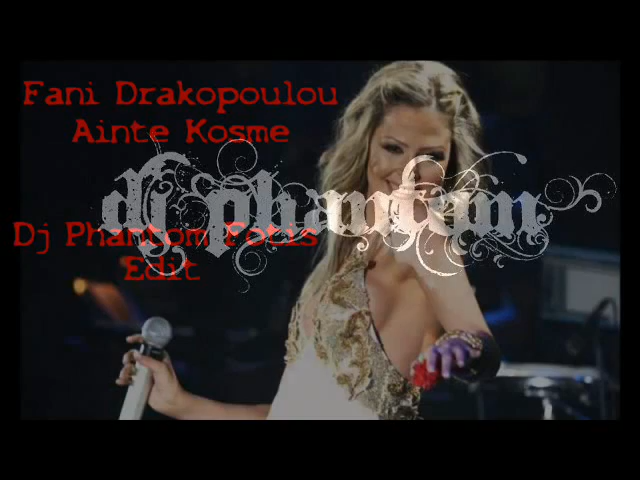 Fani Drakopoulou
Ainte Kosme
dj phantom
Dj Phantom Fotis
Edit